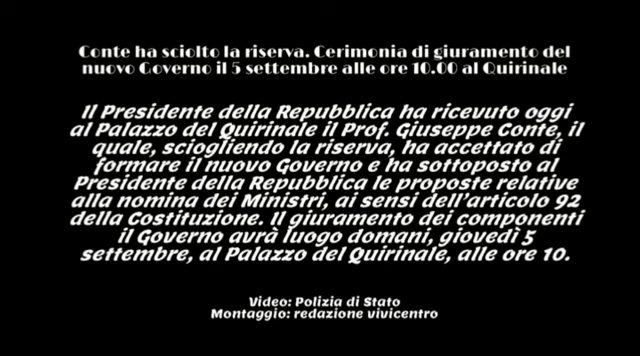 Conte ha sciolto la riserva. Cerimonia di giuramento del
nuovo Governo il 5 settembre alle ore 10.00 al Quirinale
Il Presidente della Repubblica ha ricevuto oggi
al Palazzo del Quirinale il Prof. Giuseppe Conte, il
quale, sciogliendo la riserva, ha accettato di
formare il nuovo Governo e ha sottoposto al
Presidente della Repubblica le proposte relative
alla nomina dei Ministri, ai sensi dell'articolo 92
della Costituzione. Il giuramento dei componenti
il Governo avrà luogo domani, giovedì 5
settembre, al Palazzo del Quirinale, alle ore 10.
Video: Polizia di Stato
Montaggio: redazione vivicentro